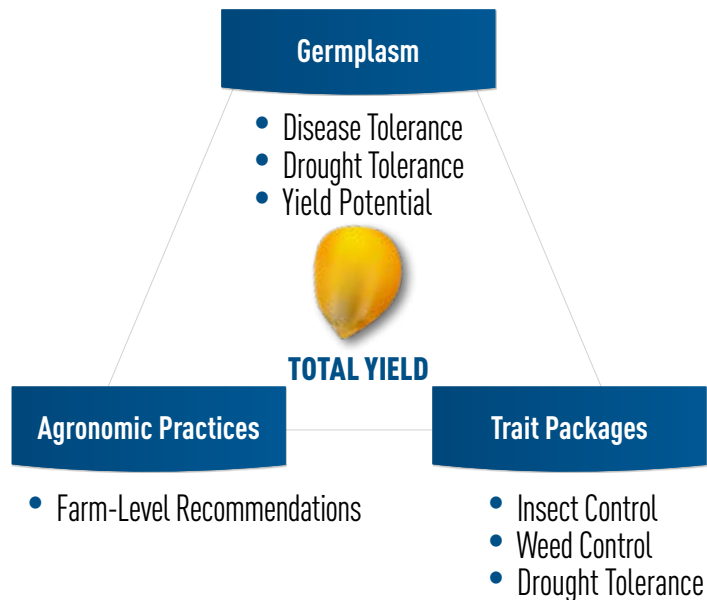 Germplasm
• Disease Tolerance
• Drought Tolerance
• Yield Potential
TOTAL YIELD
Agronomic Practices
• Farm-Level Recommendations
Trait Packages
• Insect Control
• Weed Control
• Drought Tolerance